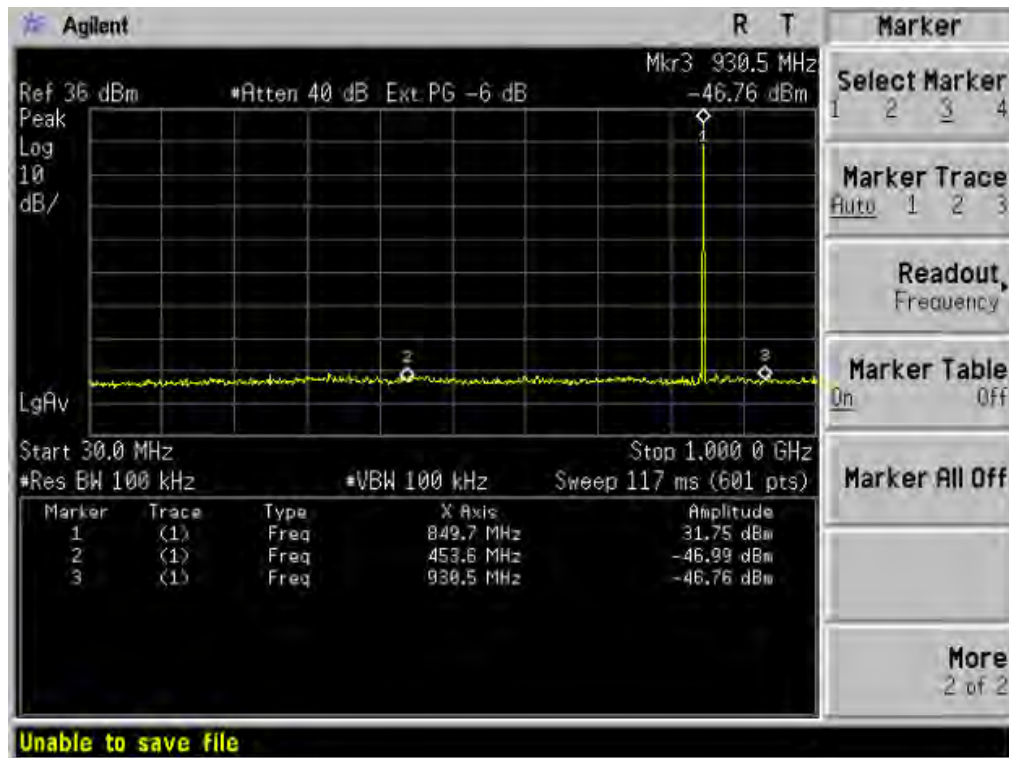 Agilent R T
Mkr3 930.5 MHz
Ref 36 dBm #Atten 40 dB Ext PG -6 dB -46.76 dBm
Peak
Log
10
dB/
1
2
3
LgAv
Start 30.0 MHz Stop 1.000 0 GHz
#Res BW 100 kHz #VBW 100 kHz Sweep 117 ms (601 pts)
Marker Trace Type X Axis Amplitude
1 (1) Freq 849.7 MHz 31.75 dBm
2 (1) Freq 453.6 MHz -46.99 dBm
3 (1) Freq 930.5 MHz -46.76 dBm
Unable to save file
Marker
Select Marker
1 2 3 4
Marker Trace
Auto 1 2 3
Readout
Frequency
Marker Table
On Off
Marker All Off
More
2 of 2